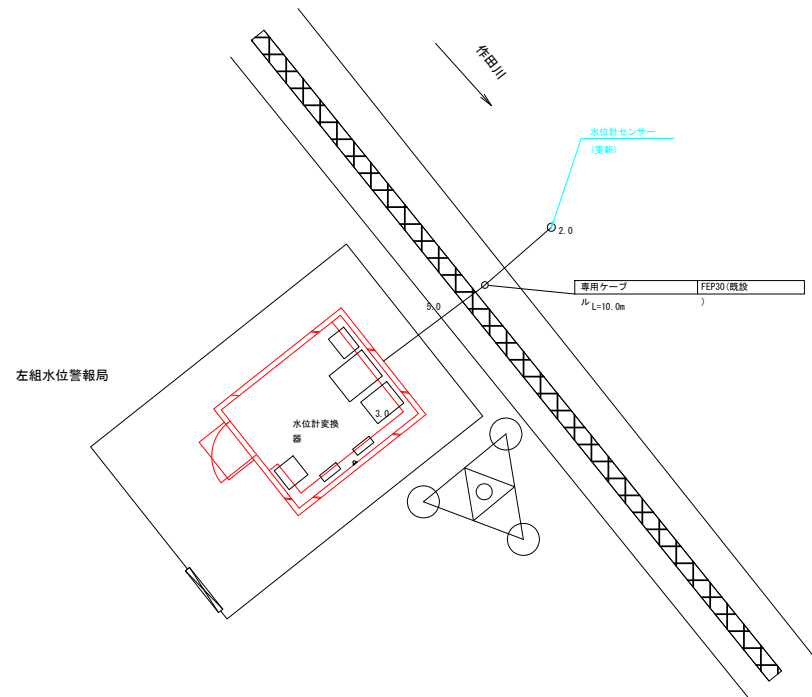 作田川
水位計センサー
(更新)
2.0
専用ケーブ
ル L=10.0m
FEP30(既設
)
5.0
左組水位警報局
3.0
水位計変換
器